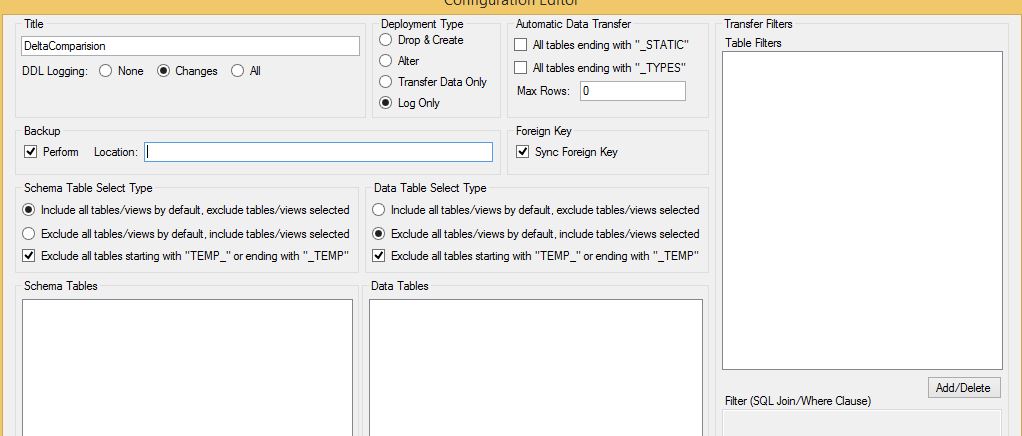 Configuration Editor
Title
DeltaComparision
DDL Logging: None Changes All
Deployment Type
Drop & Create
Alter
Transfer Data Only
Log Only
Automatic Data Transfer
All tables ending with "_STATIC"
All tables ending with "_TYPES"
Max Rows: 0
Transfer Filters
Table Filters
Backup
Perform Location:
Foreign Key
Sync Foreign Key
Schema Table Select Type
Include all tables/views by default, exclude tables/views selected
Exclude all tables/views by default, include tables/views selected
Exclude all tables starting with "TEMP_" or ending with "_TEMP"
Data Table Select Type
Include all tables/views by default, exclude tables/views selected
Exclude all tables/views by default, include tables/views selected
Exclude all tables starting with "TEMP_" or ending with "_TEMP"
Schema Tables
Data Tables
Add/Delete
Filter (SQL Join/Where Clause)